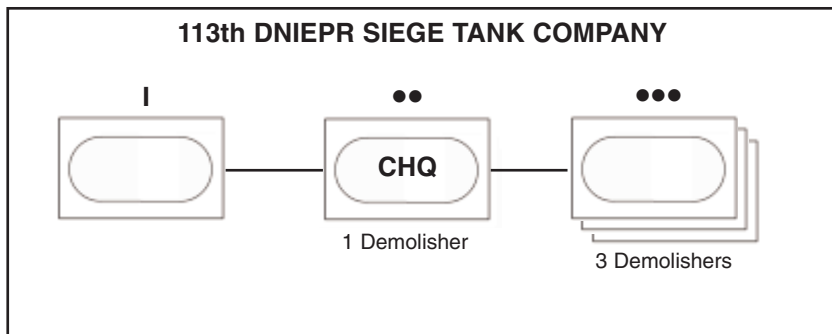 113th DNIEPR SIEGE TANK COMPANY
I
●●
●●●
CHQ
1 Demolisher
3 Demolishers